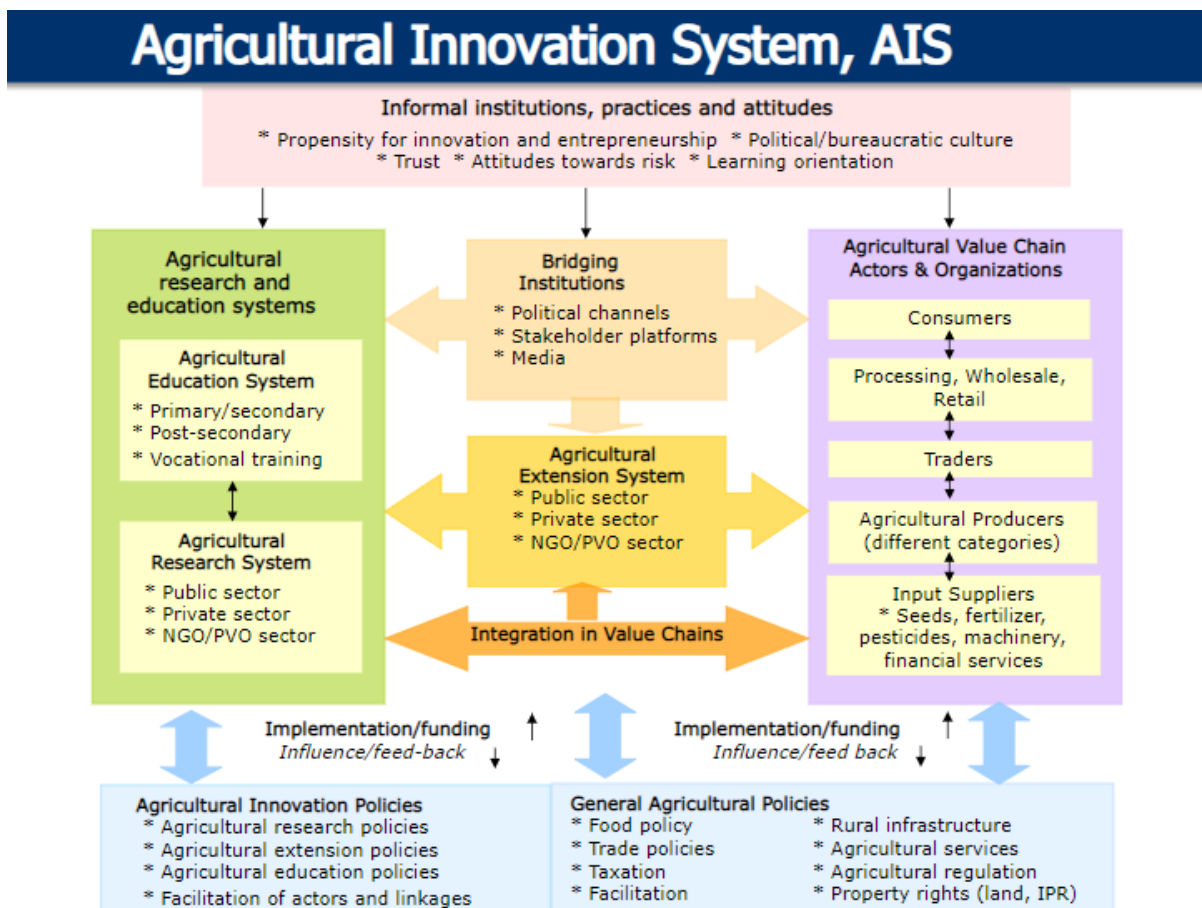 Agricultural Innovation System, AIS
Informal institutions, practices and attitudes
* Propensity for innovation and entrepreneurship * Political/bureaucratic culture
* Trust * Attitudes towards risk * Learning orientation
Agricultural
research and
education systems
Agricultural
Education System
* Primary/secondary
* Post-secondary
* Vocational training
Agricultural
Research System
* Public sector
* Private sector
* NGO/PVO sector
Bridging
Institutions
* Political channels
* Stakeholder platforms
* Media
Agricultural
Extension System
* Public sector
* Private sector
* NGO/PVO sector
Integration in Value Chains
Agricultural Value Chain
Actors & Organizations
Consumers
Processing, Wholesale,
Retail
Traders
Agricultural Producers
(different categories)
Input Suppliers
* Seeds, fertilizer,
pesticides, machinery,
financial services
Implementation/funding
Influence/feed-back
Implementation/funding
Influence/feed back
Agricultural Innovation Policies
* Agricultural research policies
* Agricultural extension policies
* Agricultural education policies
* Facilitation of actors and linkages
General Agricultural Policies
* Food policy
* Trade policies
* Taxation
* Facilitation
* Rural infrastructure
* Agricultural services
* Agricultural regulation
* Property rights (land, IPR)